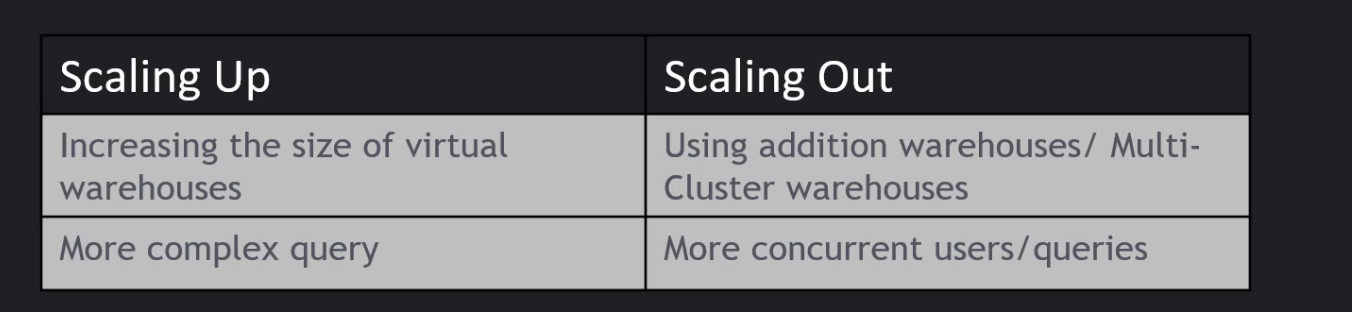 Scaling Up
Scaling Out
Increasing the size of virtual
warehouses
Using addition warehouses/ Multi-
Cluster warehouses
More complex query
More concurrent users/queries